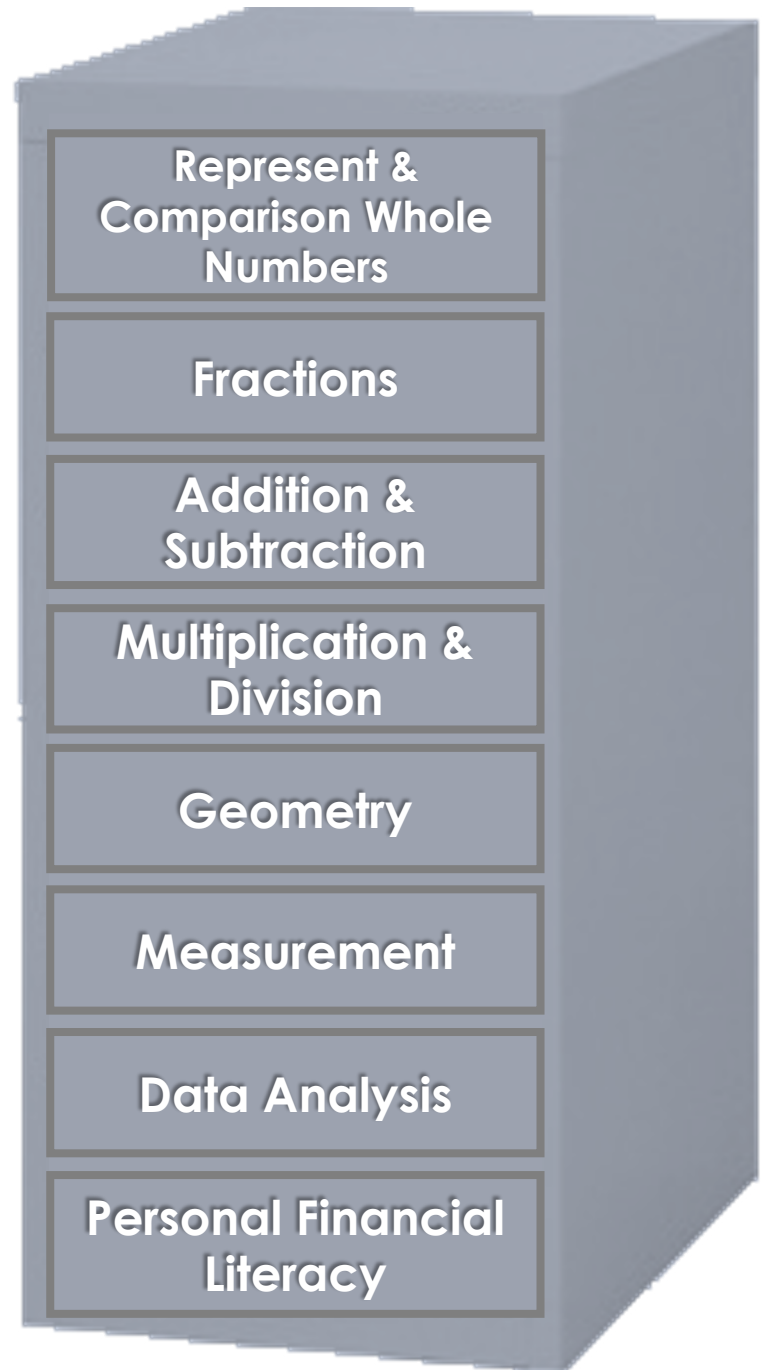 Represent &
Comparison Whole
Numbers
Fractions
Addition &
Subtraction
Multiplication &
Division
Geometry
Measurement
Data Analysis
Personal Financial
Literacy